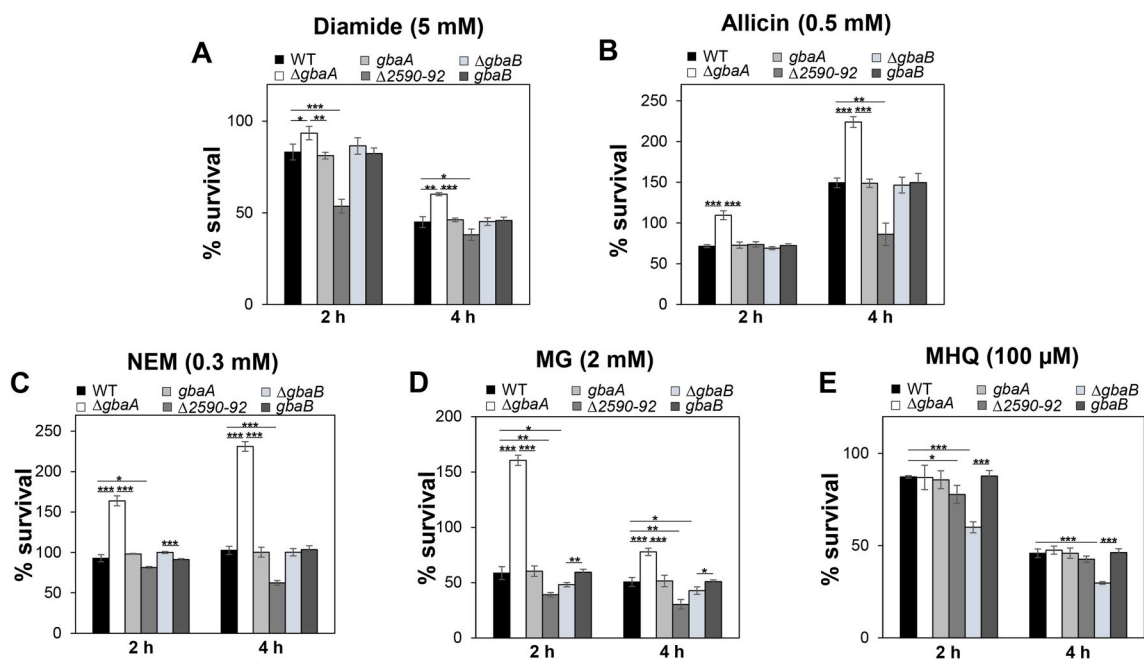 A
Diamide (5 mM)
WT
gbaA
ΔgbaB
ΔgbaA
Δ2590-92
gbaB
% survival
100
50
0
***
* **
*
** ***
2 h
4 h
B
Allicin (0.5 mM)
WT
gbaA
ΔgbaB
ΔgbaA
Δ2590-92
gbaB
% survival
250
200
150
100
50
0
*** ***
**
*** ***
2 h
4 h
C
NEM (0.3 mM)
WT
gbaA
ΔgbaB
ΔgbaA
Δ2590-92
gbaB
% survival
250
200
150
100
50
0
*
*** ***
***
***
*** ***
2 h
4 h
D
MG (2 mM)
WT
gbaA
ΔgbaB
ΔgbaA
Δ2590-92
gbaB
% survival
200
150
100
50
0
*
**
*** ***
**
*
**
*** ***
*
2 h
4 h
E
MHQ (100 µM)
WT
gbaA
ΔgbaB
ΔgbaA
Δ2590-92
gbaB
% survival
100
50
0
***
* ***
*** ***
2 h
4 h